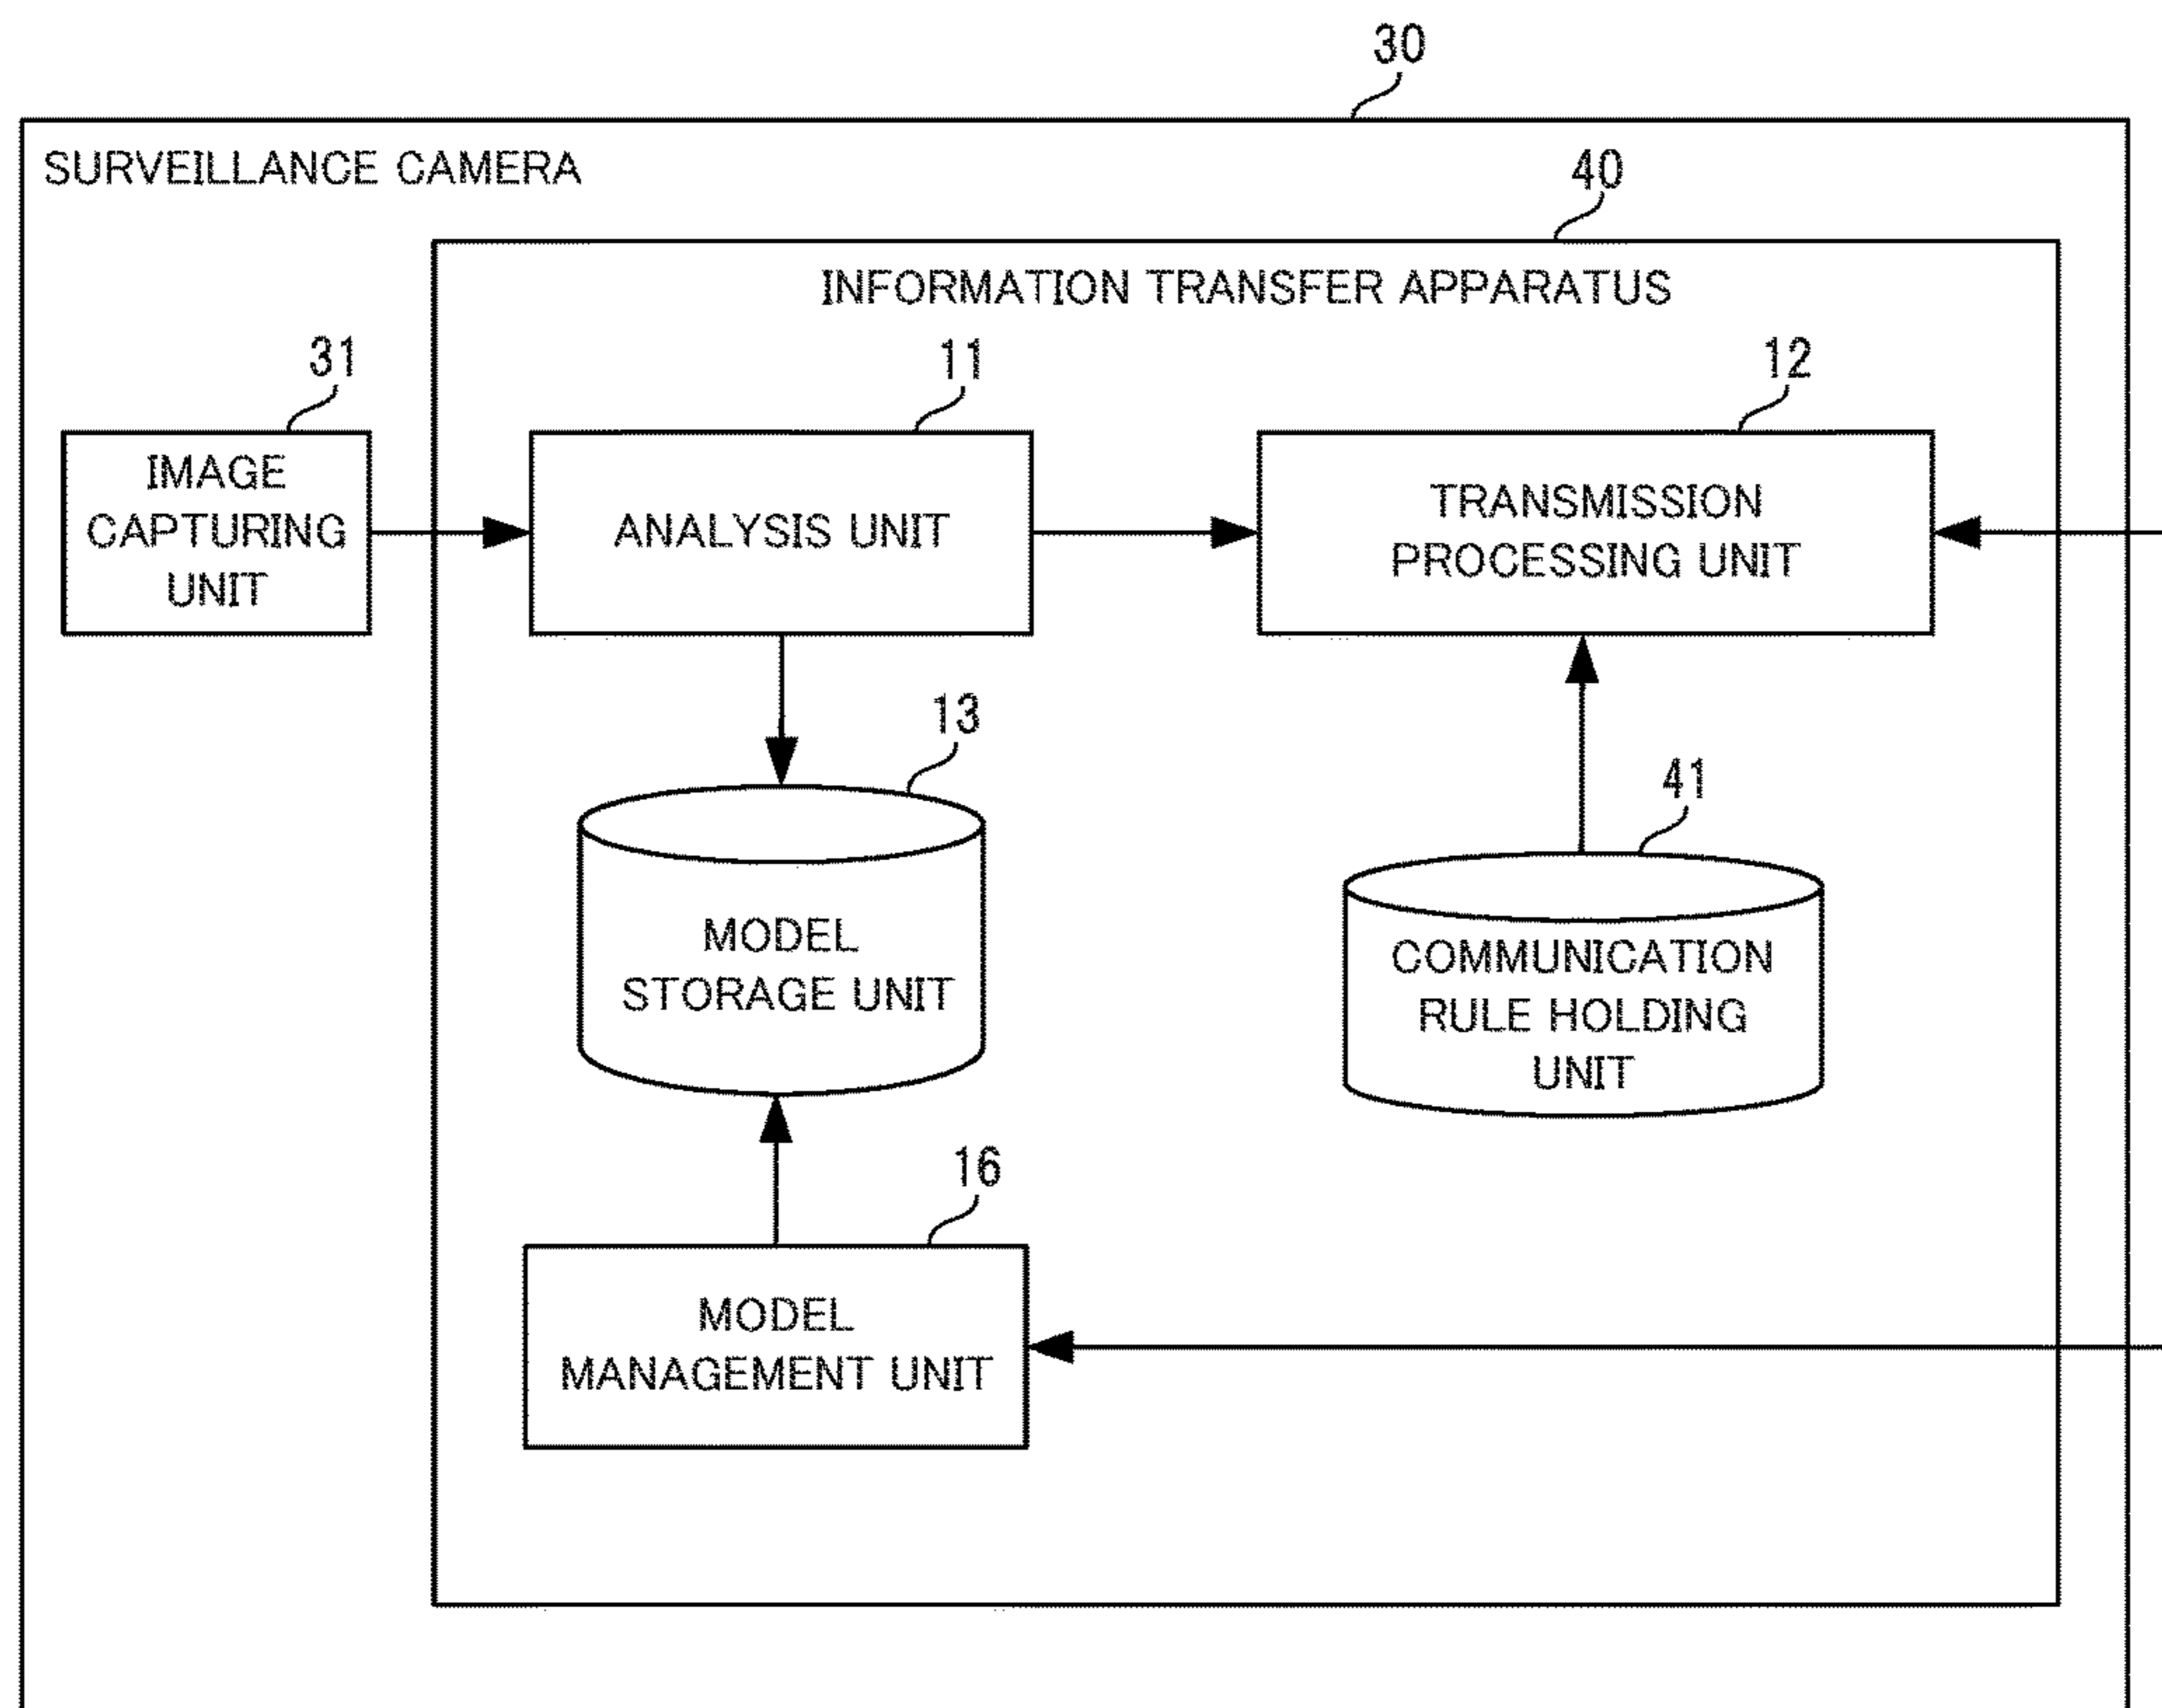 30
SURVEILLANCE CAMERA
40
INFORMATION TRANSFER APPARATUS
31
11
12
IMAGE
CAPTURING
UNIT
ANALYSIS UNIT
TRANSMISSION
PROCESSING UNIT
13
41
MODEL
STORAGE UNIT
COMMUNICATION
RULE HOLDING
UNIT
16
MODEL
MANAGEMENT UNIT